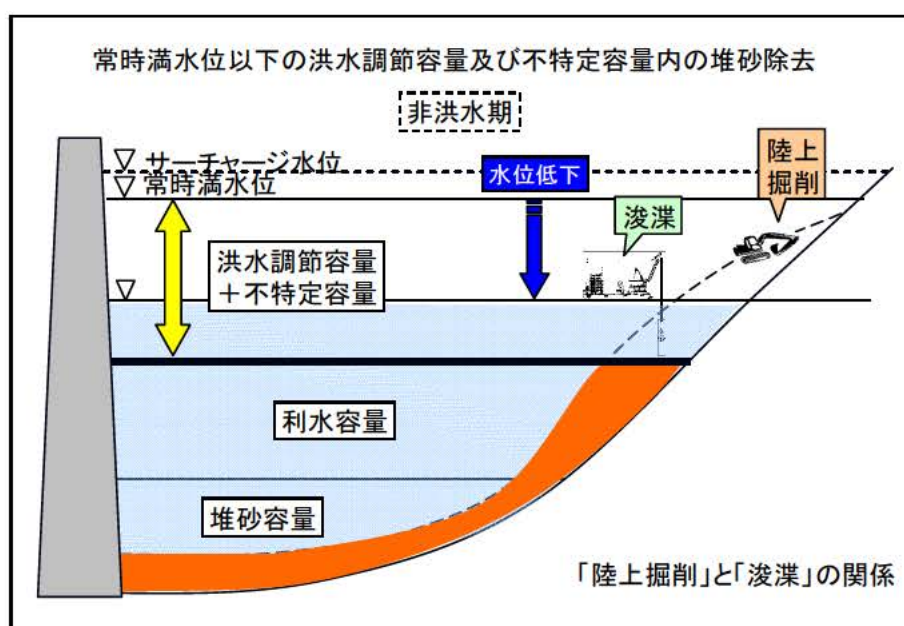 常時満水位以下の洪水調節容量及び不特定容量内の堆砂除去
非洪水期
▽ サーチャージ水位
▽ 常時満水位
水位低下
陸上
掘削
浚渫
洪水調節容量
＋不特定容量
▽
利水容量
堆砂容量
「陸上掘削」と「浚渫」の関係